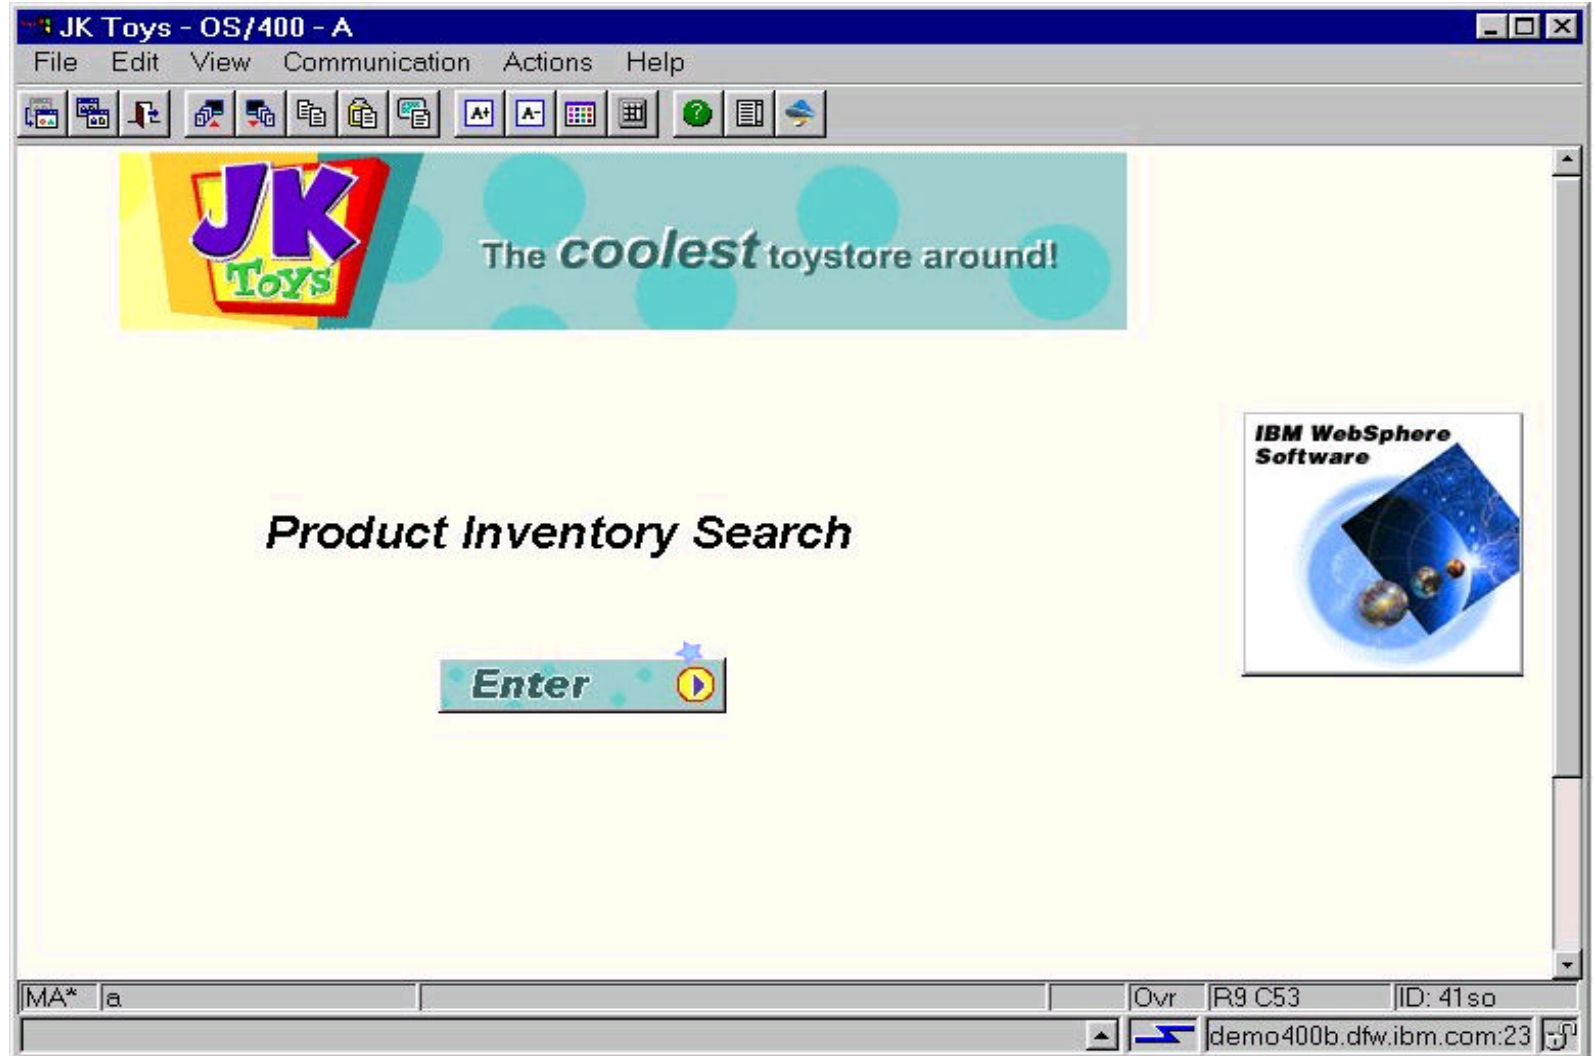 JK Toys - OS/400 - A
File Edit View Communication Actions Help
A+ A-
JK
Toys
The coolest toystore around!
IBM WebSphere
Software
Product Inventory Search
Enter
MA* a Ovr R9 C53 ID: 41so
demo400b.dfw.ibm.com:23